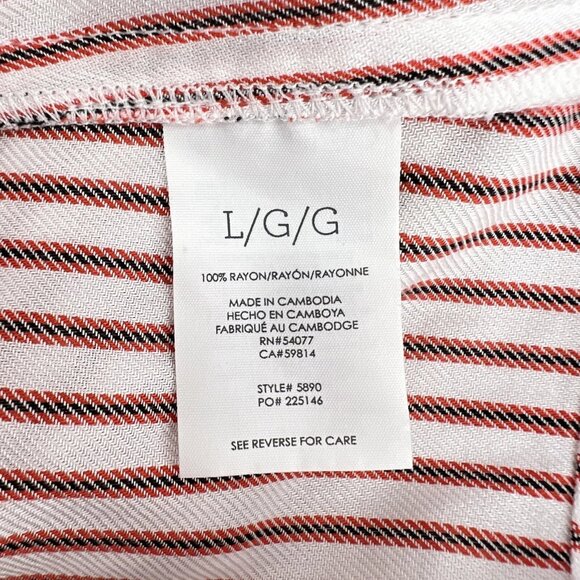 L/G/G
100% RAYON/RAYÓN/RAYONNE
MADE IN CAMBODIA
HECHO EN CAMBOYA
FABRIQUÉ AU CAMBODGE
RN#54077
CA#59814
STYLE# 5890
PO# 225146
SEE REVERSE FOR CARE